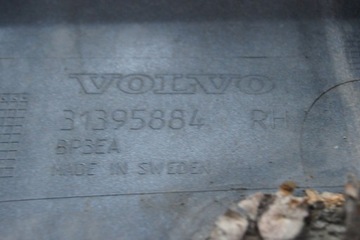 VOLVO
31395884 RH
BP3EA
MADE IN SWEDEN